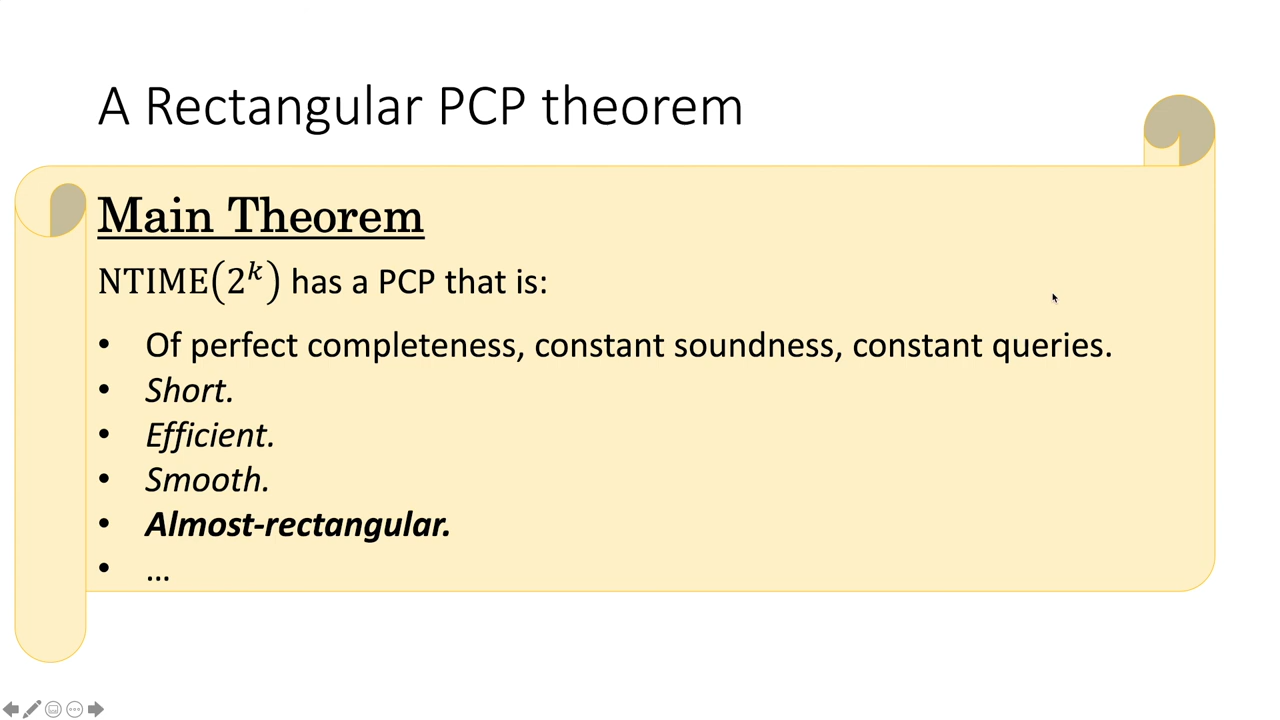 A Rectangular PCP theorem
Main Theorem
NTIME(2^k) has a PCP that is:
• Of perfect completeness, constant soundness, constant queries.
• Short.
• Efficient.
• Smooth.
• Almost-rectangular.
• ...